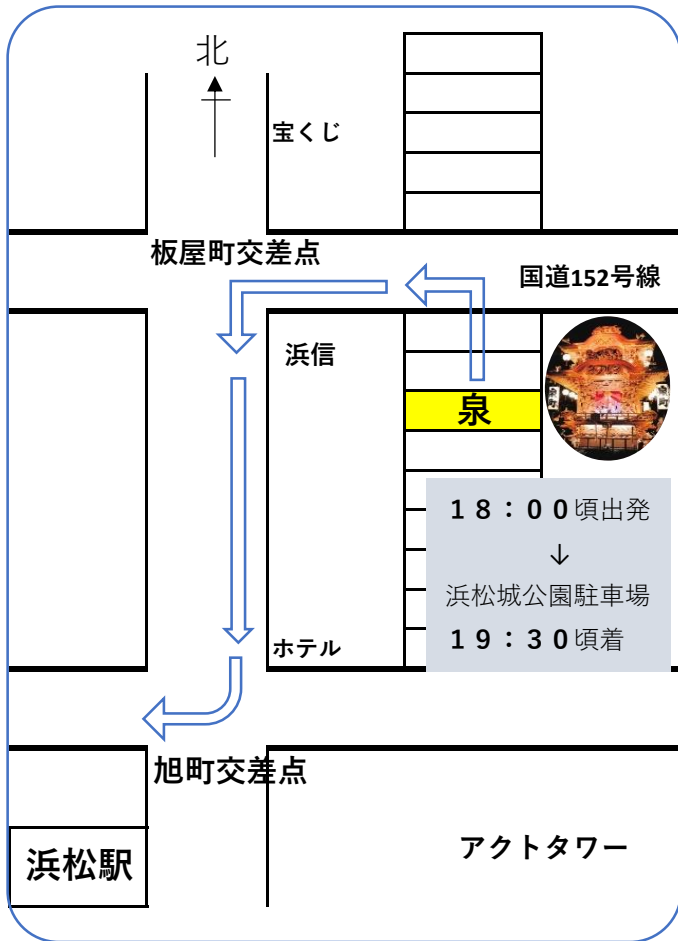 北
宝くじ
板屋町交差点
国道152号線
浜信
泉
１８：００頃出発
↓
浜松城公園駐車場
１９：３０頃着
ホテル
旭町交差点
浜松駅
アクトタワー